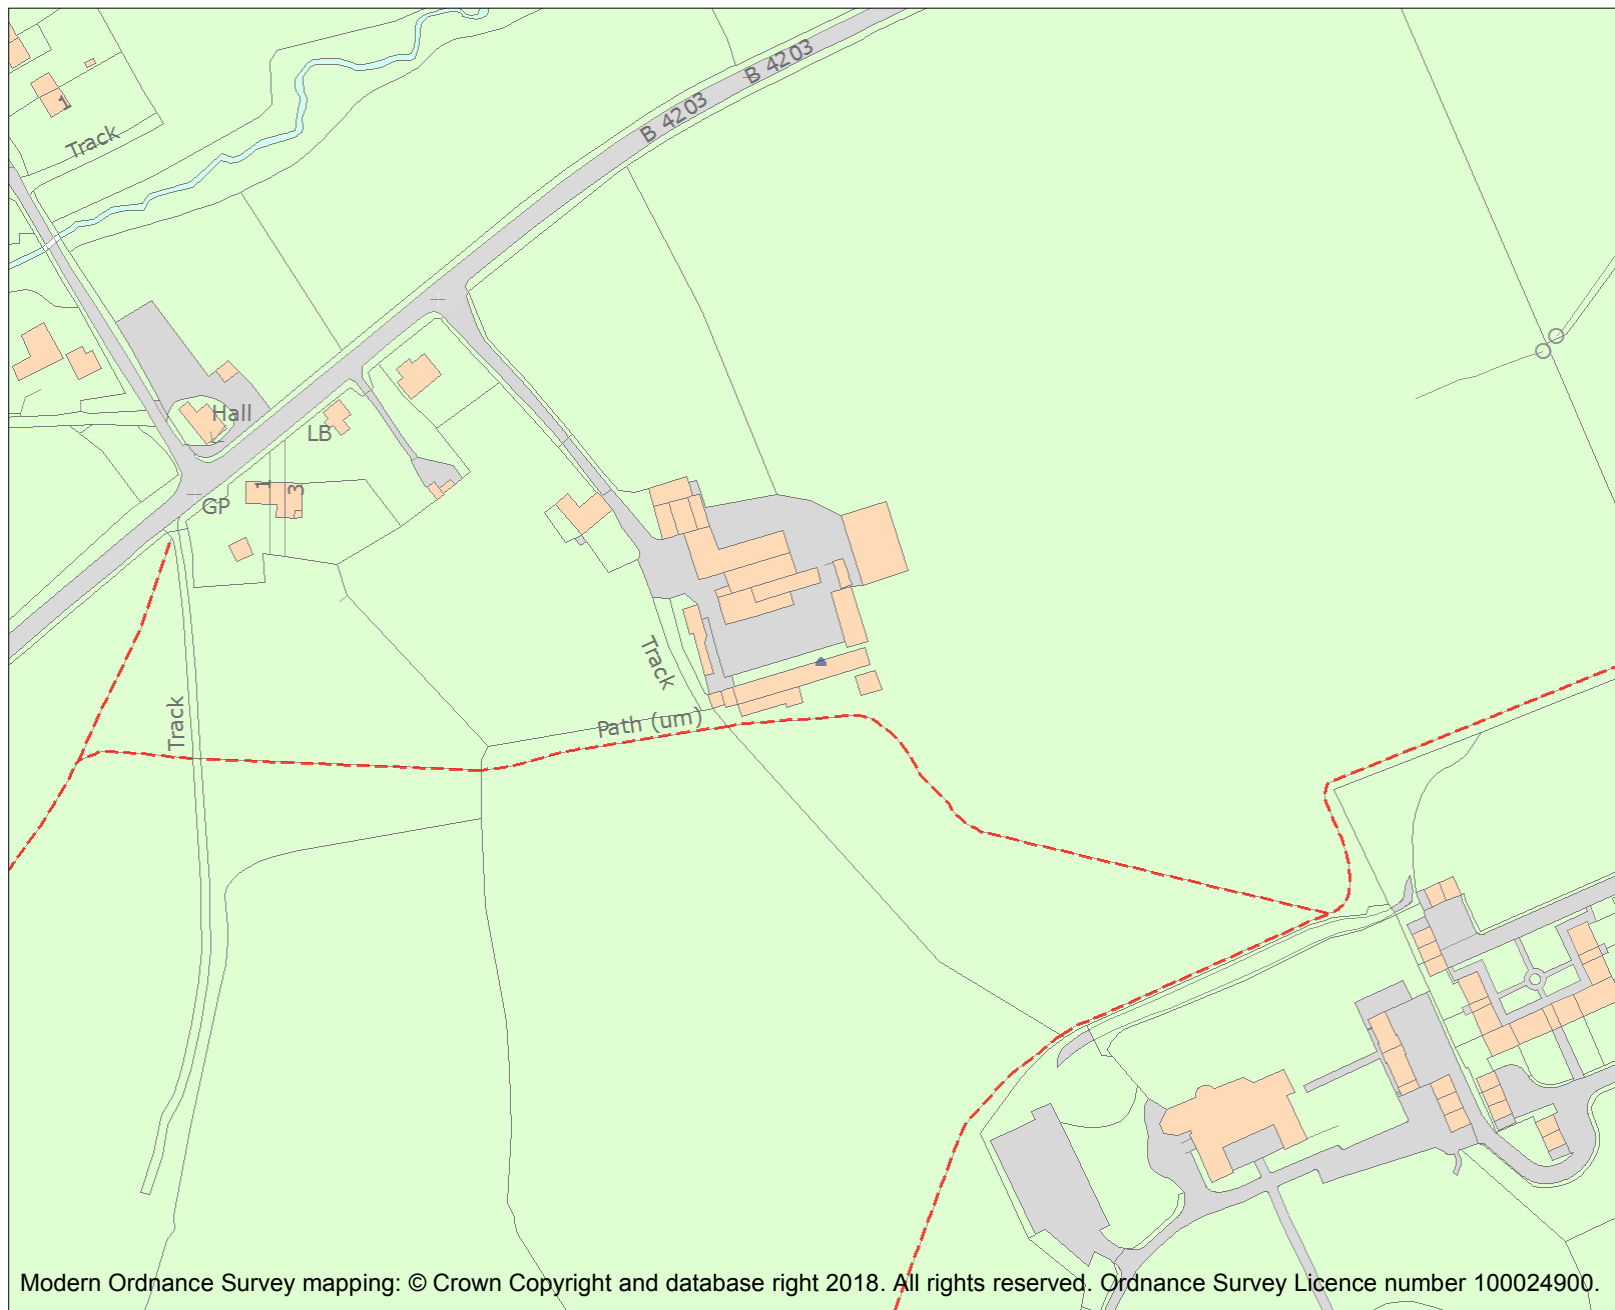 B 4203
B 4203
1
Track
Hall
LB
1
3
GP
Track
Track
Path (um)
Modern Ordnance Survey mapping: © Crown Copyright and database right 2018. All rights reserved. Ordnance Survey Licence number 100024900.